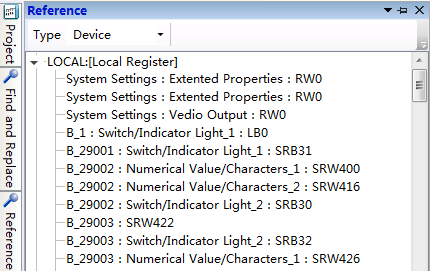 Reference
Type Device
LOCAL:[Local Register]
System Settings : Extented Properties : RW0
System Settings : Extented Properties : RW0
System Settings : Vedio Output : RW0
B_1 : Switch/Indicator Light_1 : LB0
B_29001 : Switch/Indicator Light_1 : SRB31
B_29002 : Numerical Value/Characters_1 : SRW400
B_29002 : Numerical Value/Characters_2 : SRW416
B_29002 : Switch/Indicator Light_2 : SRB30
B_29003 : SRW422
B_29003 : Switch/Indicator Light_2 : SRB32
B_29003 : Numerical Value/Characters_1 : SRW426
Project
Find and Replace
Reference